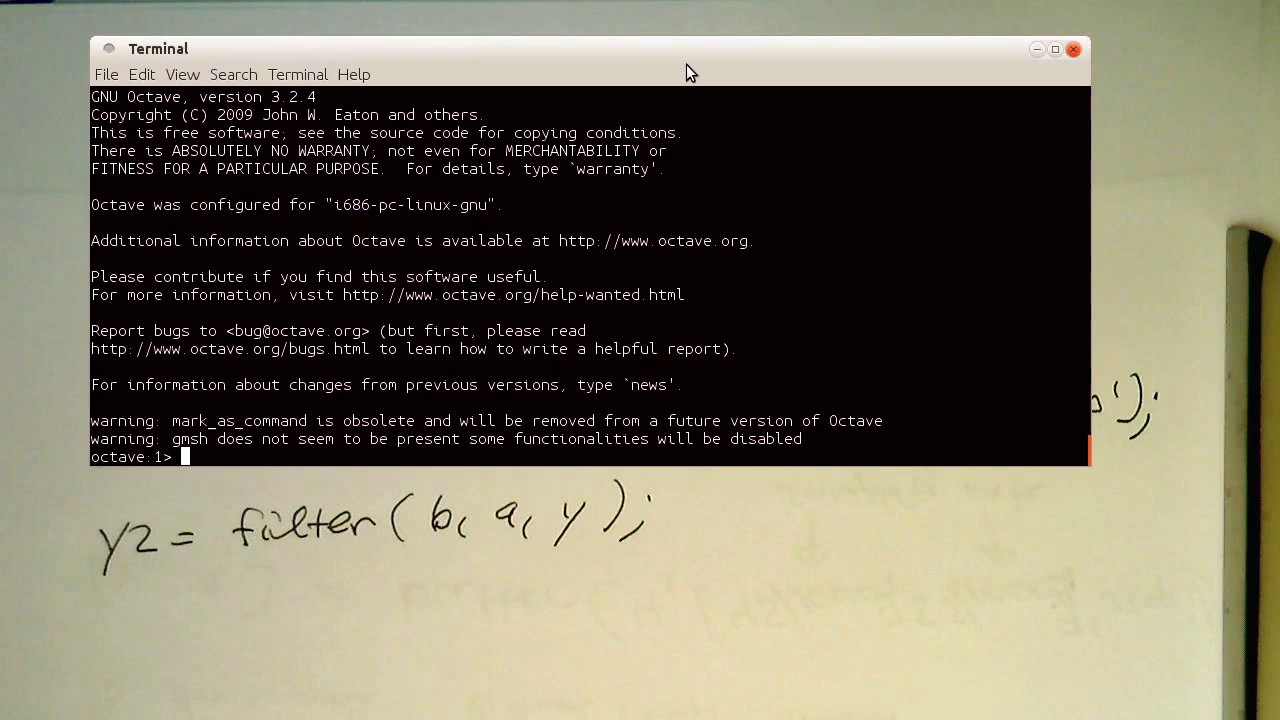 Terminal
File Edit View Search Terminal Help
GNU Octave, version 3.2.4
Copyright (C) 2009 John W. Eaton and others.
This is free software; see the source code for copying conditions.
There is ABSOLUTELY NO WARRANTY; not even for MERCHANTABILITY or
FITNESS FOR A PARTICULAR PURPOSE.  For details, type `warranty'.
Octave was configured for "i686-pc-linux-gnu".
Additional information about Octave is available at http://www.octave.org.
Please contribute if you find this software useful.
For more information, visit http://www.octave.org/help-wanted.html
Report bugs to <bug@octave.org> (but first, please read
http://www.octave.org/bugs.html to learn how to write a helpful report).
For information about changes from previous versions, type `news'.
warning: mark_as_command is obsolete and will be removed from a future version of Octave
warning: gmsh does not seem to be present some functionalities will be disabled
octave:1>
');
y2 = filter(b, a, y);